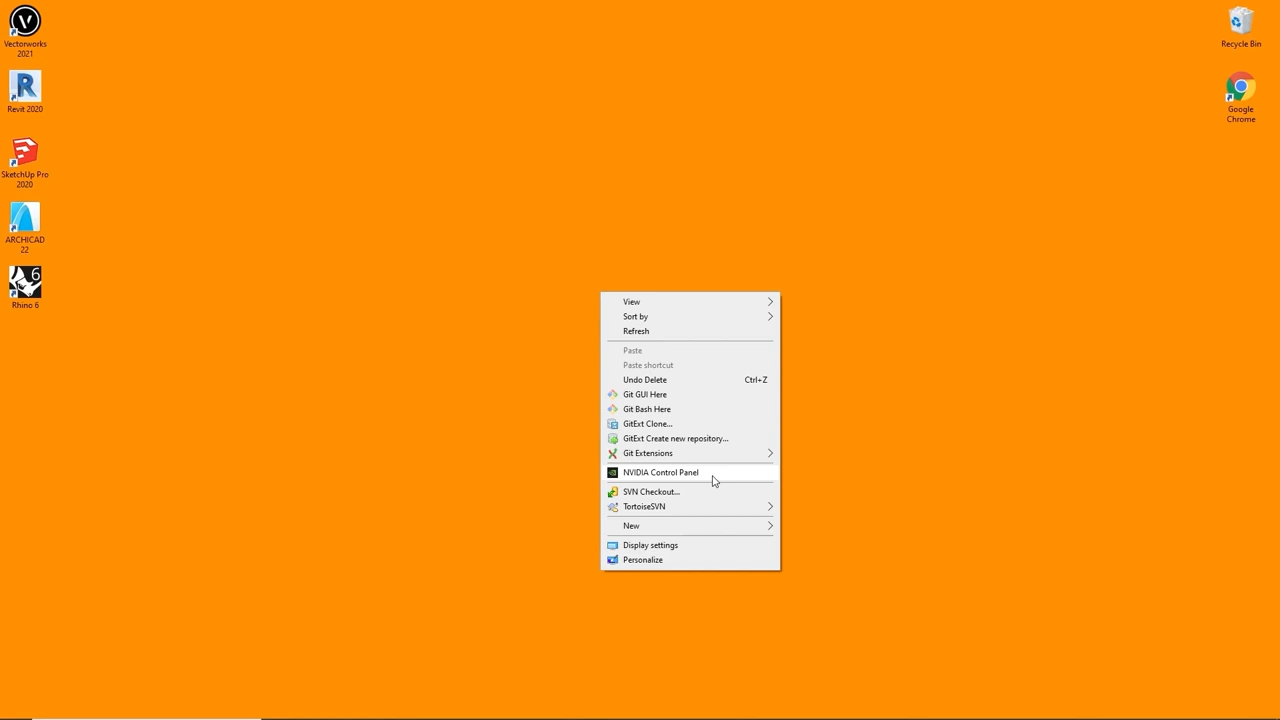 Vectorworks
2021
Revit 2020
SketchUp Pro
2020
ARCHICAD
22
6
Rhino 6
Recycle Bin
Google
Chrome
View
Sort by
Refresh
Paste
Paste shortcut
Undo Delete Ctrl+Z
Git GUI Here
Git Bash Here
GitExt Clone...
GitExt Create new repository...
Git Extensions
NVIDIA Control Panel
SVN Checkout...
TortoiseSVN
New
Display settings
Personalize